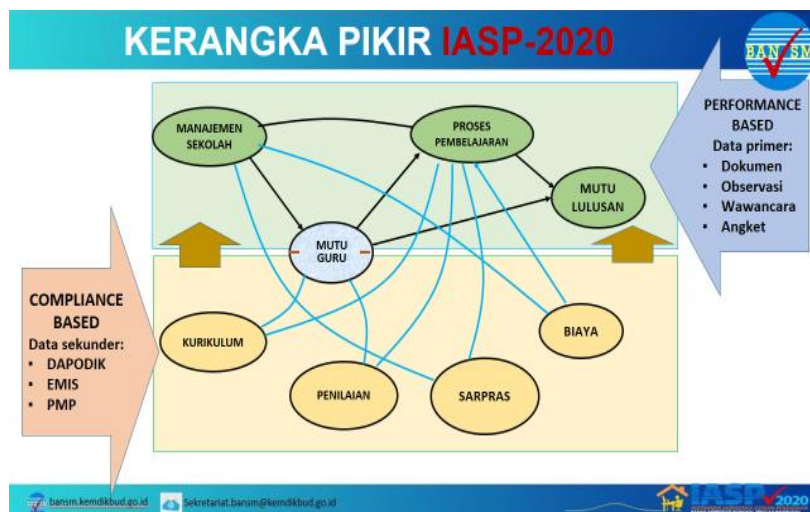 KERANGKA PIKIR IASP-2020
BAN SM
MANAJEMEN
SEKOLAH
PROSES
PEMBELAJARAN
MUTU
LULUSAN
MUTU
GURU
PERFORMANCE
BASED
Data primer:
• Dokumen
• Observasi
• Wawancara
• Angket
COMPLIANCE
BASED
Data sekunder:
• DAPODIK
• EMIS
• PMP
KURIKULUM
PENILAIAN
SARPRAS
BIAYA
bansm.kemdikbud.go.id
Sekretariat.bansm@kemdikbud.go.id
IASP 2020